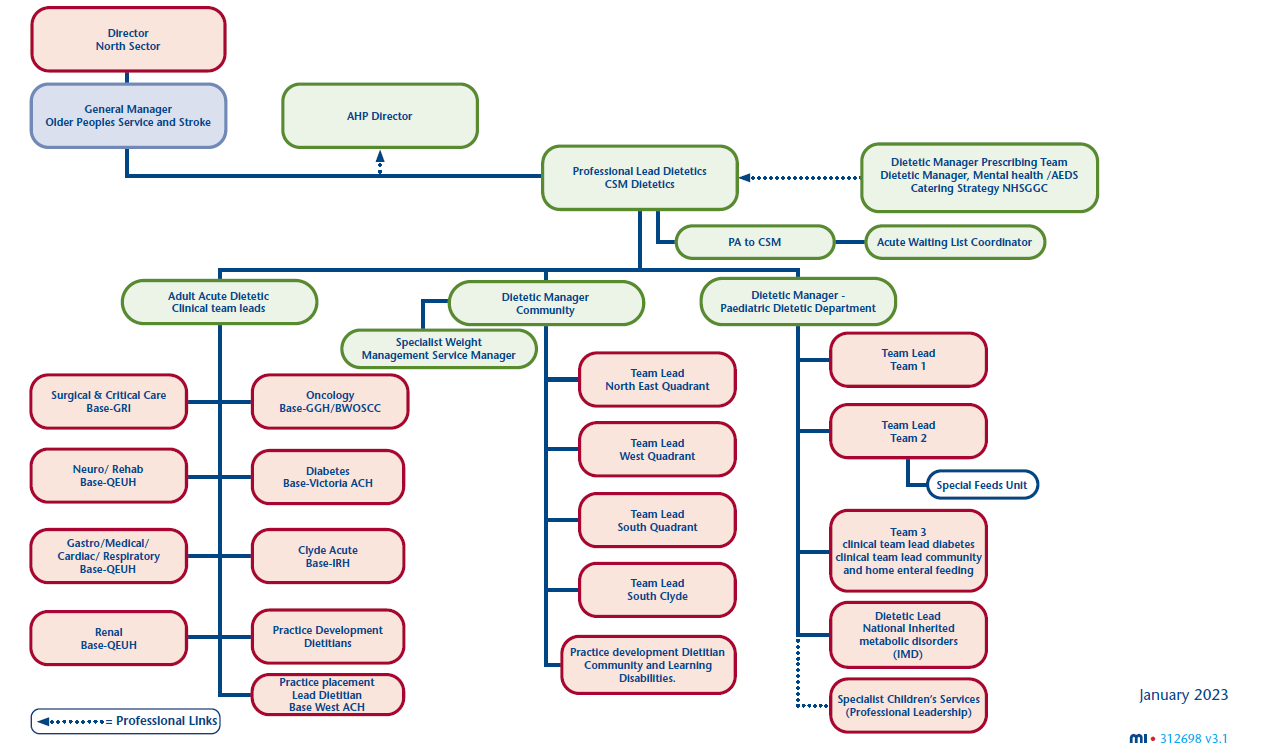 Director
North Sector
General Manager
Older Peoples Service and Stroke
AHP Director
Professional Lead Dietetics
CSM Dietetics
Dietetic Manager Prescribing Team
Dietetic Manager, Mental health /AEDS
Catering Strategy NHSGGC
PA to CSM
Acute Waiting List Coordinator
Adult Acute Dietetic
Clinical team leads
Dietetic Manager
Community
Dietetic Manager -
Paediatric Dietetic Department
Specialist Weight
Management Service Manager
Surgical & Critical Care
Base-GRI
Oncology
Base-GGH/BWOSCC
Neuro/ Rehab
Base-QEUH
Diabetes
Base-Victoria ACH
Gastro/Medical/
Cardiac/ Respiratory
Base-QEUH
Clyde Acute
Base-IRH
Renal
Base-QEUH
Practice Development
Dietitians
Practice placement
Lead Dietitian
Base West ACH
Team Lead
North East Quadrant
Team Lead
West Quadrant
Team Lead
South Quadrant
Team Lead
South Clyde
Practice development Dietitian
Community and Learning
Disabilities.
Team Lead
Team 1
Team Lead
Team 2
Special Feeds Unit
Team 3
clinical team lead diabetes
clinical team lead community
and home enteral feeding
Dietetic Lead
National Inherited
metabolic disorders
(IMD)
Specialist Children's Services
(Professional Leadership)
= Professional Links
January 2023
mi • 312698 v3.1